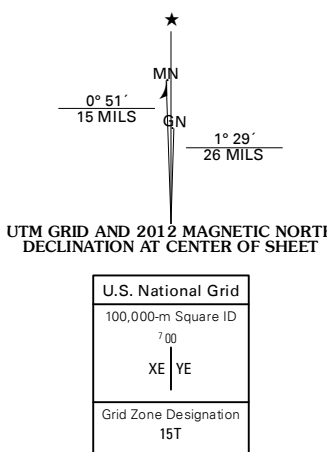 ★
MN
0° 51´
15 MILS
GN
1° 29´
26 MILS
UTM GRID AND 2012 MAGNETIC NORTH
DECLINATION AT CENTER OF SHEET
U.S. National Grid
100,000-m Square ID
7 00
XE YE
Grid Zone Designation
15T